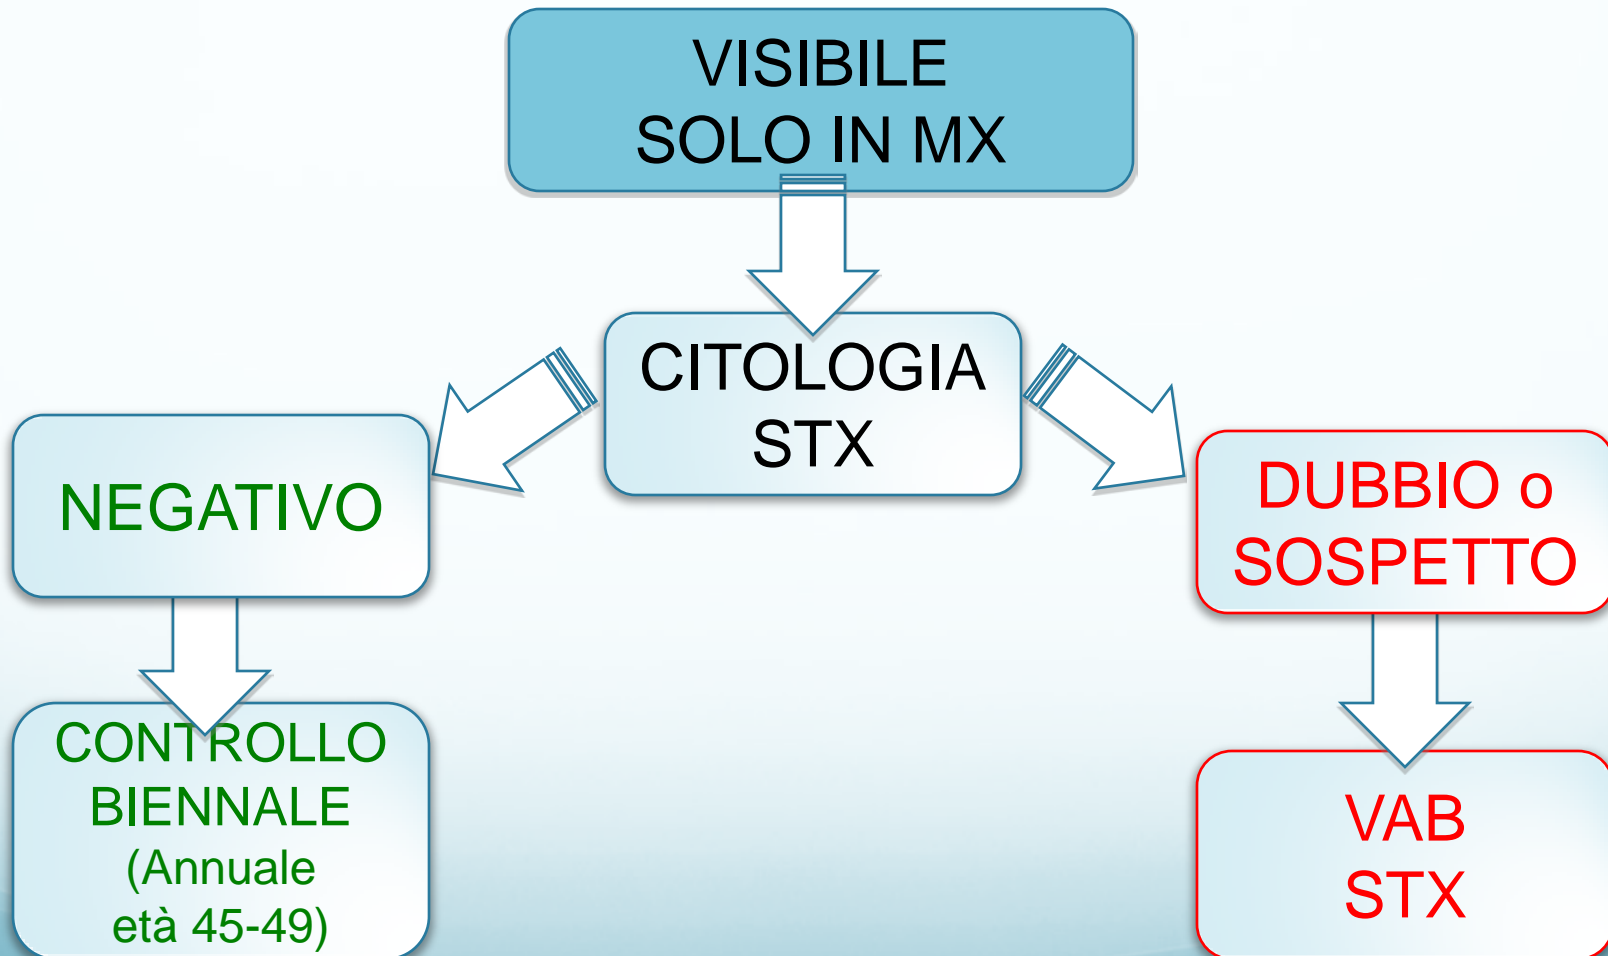 VISIBILE
SOLO IN MX
CITOLOGIA
STX
NEGATIVO
DUBBIO o
SOSPETTO
CONTROLLO
BIENNALE
(Annuale
età 45-49)
VAB
STX